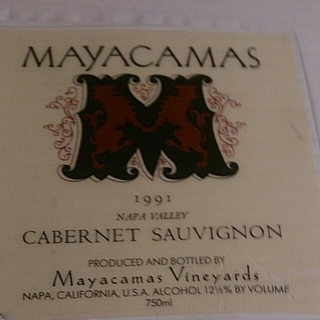 MAYACAMAS
M
1991
NAPA VALLEY
CABERNET SAUVIGNON
PRODUCED AND BOTTLED BY
Mayacamas Vineyards
NAPA, CALIFORNIA, U.S.A. ALCOHOL 12½% BY VOLUME
750ml